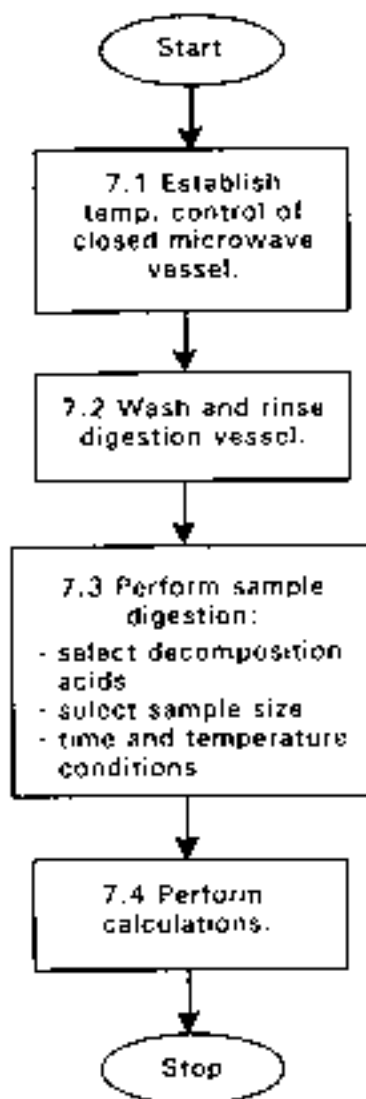 Start
7.1 Establish
temp. control of
closed microwave
vessel.
7.2 Wash and rinse
digestion vessel.
7.3 Perform sample
digestion:
- select decomposition
acids
- select sample size
- time and temperature
conditions
7.4 Perform
calculations.
Stop